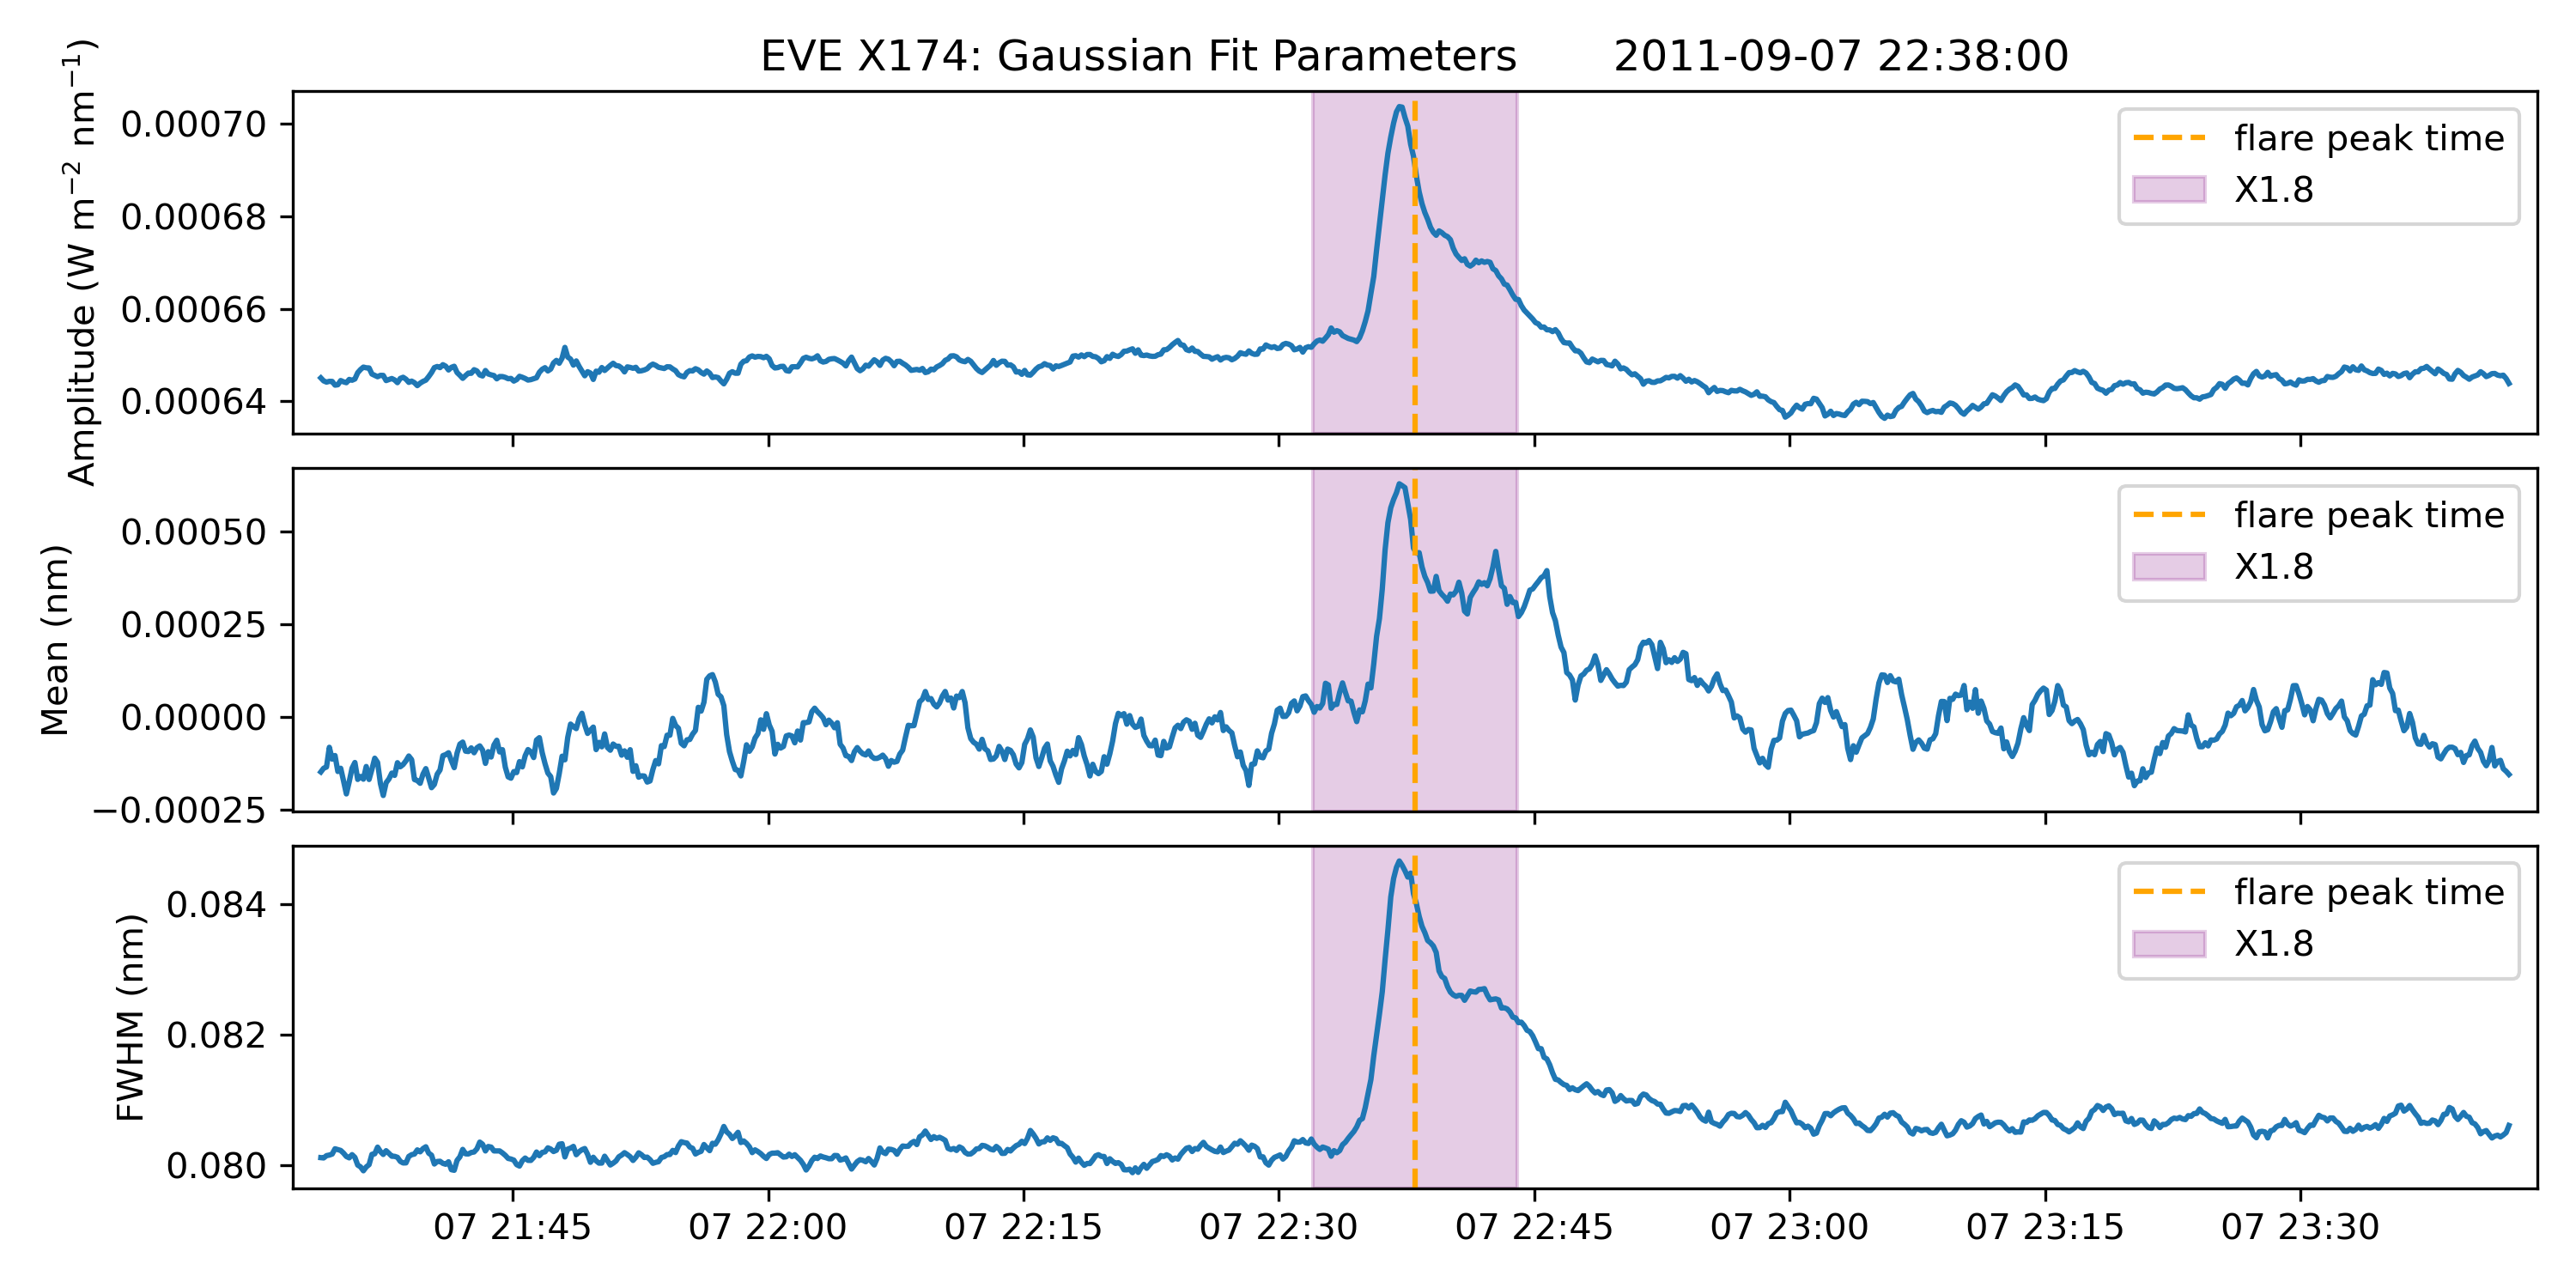 EVE X174: Gaussian Fit Parameters 2011-09-07 22:38:00
Amplitude (W m⁻² nm⁻¹)
0.00070
0.00068
0.00066
0.00064
flare peak time
X1.8
Mean (nm)
0.00050
0.00025
0.00000
−0.00025
flare peak time
X1.8
FWHM (nm)
0.084
0.082
0.080
flare peak time
X1.8
07 21:45 07 22:00 07 22:15 07 22:30 07 22:45 07 23:00 07 23:15 07 23:30